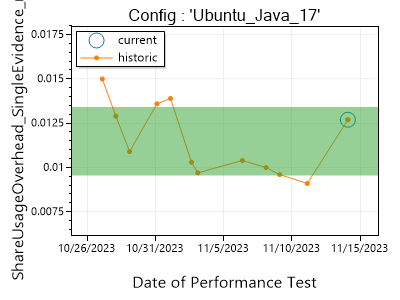 Config : 'Ubuntu_Java_17'
ShareUsageOverhead_SingleEvidence_
current
historic
0.0175
0.015
0.0125
0.01
0.0075
10/26/2023
10/31/2023
11/5/2023
11/10/2023
11/15/2023
Date of Performance Test